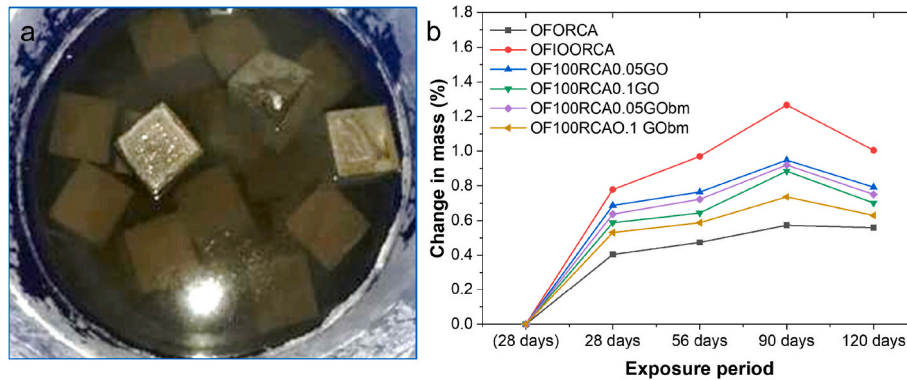 a
b
OFORCA
OFIOORCA
OF100RCA0.05GO
OF100RCA0.1GO
OF100RCA0.05GObm
OF100RCAO.1 GObm
Change in mass (%)
1.8
1.6
1.4
1.2
1.0
0.8
0.6
0.4
0.2
0.0
(28 days) 28 days 56 days 90 days 120 days
Exposure period